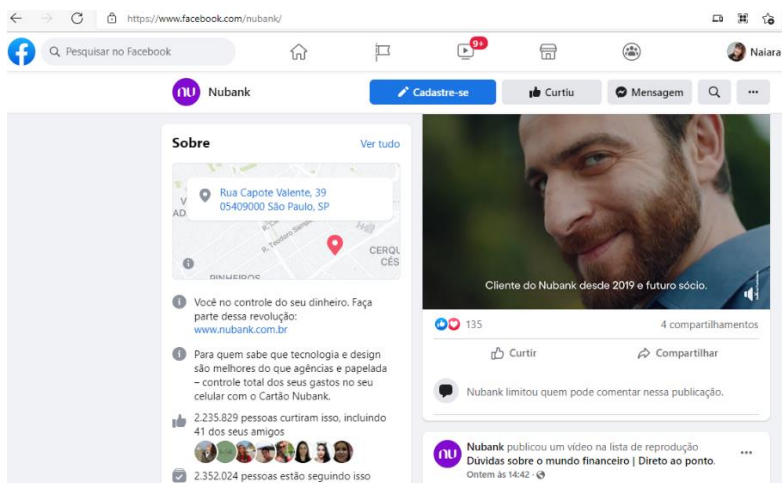 https://www.facebook.com/nubank/
Pesquisar no Facebook
9+
Naiara
nu
Nubank
Cadastre-se
Curtiu
Mensagem
Sobre
Ver tudo
Rua Capote Valente, 39
05409000 São Paulo, SP
R. Teodoro Sampaio
CERQU
CÉS
PINHEIROS
Você no controle do seu dinheiro. Faça
parte dessa revolução:
www.nubank.com.br
Para quem sabe que tecnologia e design
são melhores do que agências e papelada
– controle total dos seus gastos no seu
celular com o Cartão Nubank.
2.235.829 pessoas curtiram isso, incluindo
41 dos seus amigos
2.352.024 pessoas estão seguindo isso
Cliente do Nubank desde 2019 e futuro sócio.
135
4 compartilhamentos
Curtir
Compartilhar
Nubank limitou quem pode comentar nessa publicação.
nu
Nubank publicou um vídeo na lista de reprodução
Dúvidas sobre o mundo financeiro | Direto ao ponto.
Ontem às 14:42 ·